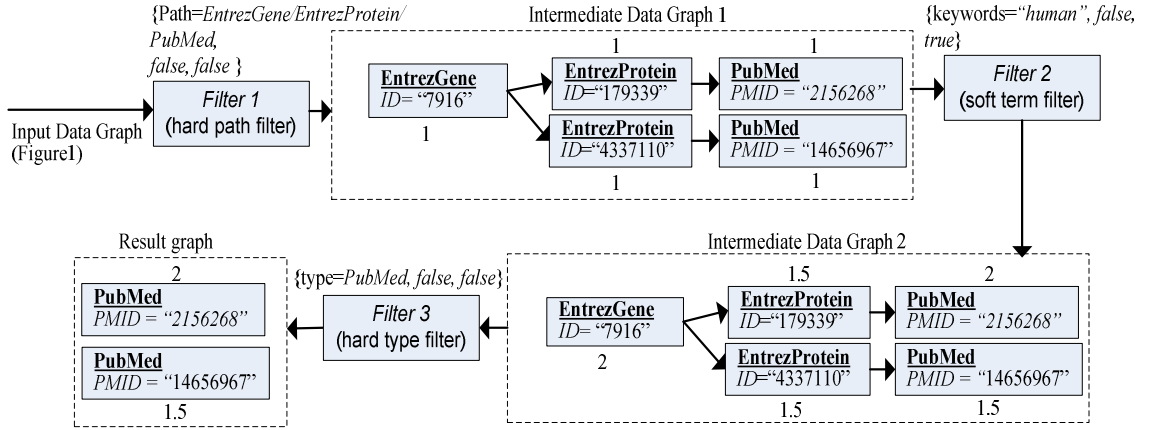 {Path=EntrezGene/EntrezProtein/
PubMed,
false, false }
Filter 1
(hard path filter)
Input Data Graph
(Figure1)
Intermediate Data Graph 1
EntrezGene
ID= “7916”
1
1
EntrezProtein
ID=“179339”
EntrezProtein
ID=“4337110”
1
1
PubMed
PMID = “2156268”
PubMed
PMID = “14656967”
1
{keywords=“human”, false,
true}
Filter 2
(soft term filter)
Intermediate Data Graph 2
EntrezGene
ID= “7916”
2
1.5
EntrezProtein
ID=“179339”
EntrezProtein
ID=“4337110”
1.5
2
PubMed
PMID = “2156268”
PubMed
PMID = “14656967”
1.5
{type=PubMed, false, false}
Filter 3
(hard type filter)
Result graph
2
PubMed
PMID = “2156268”
PubMed
PMID = “14656967”
1.5